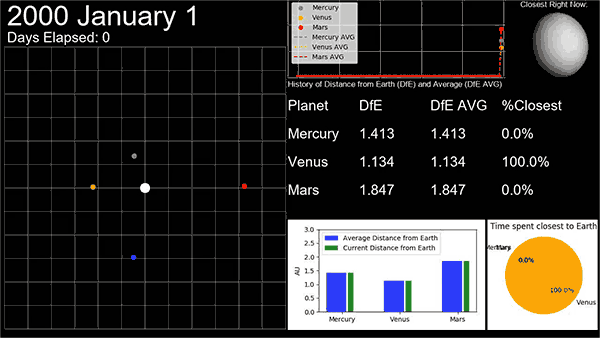 2000 January 1
Days Elapsed: 0
Mercury
Venus
Mars
Mercury AVG
Venus AVG
Mars AVG
Closest Right Now:
History of Distance from Earth (DfE) and Average (DfE AVG)
Planet DfE DfE AVG %Closest
Mercury 1.413 1.413 0.0%
Venus 1.134 1.134 100.0%
Mars 1.847 1.847 0.0%
3.0
2.5
2.0
1.5
1.0
0.5
0.0
AU
Average Distance from Earth
Current Distance from Earth
Mercury Venus Mars
Time spent closest to Earth
Mars
0.0%
100.0%
Venus